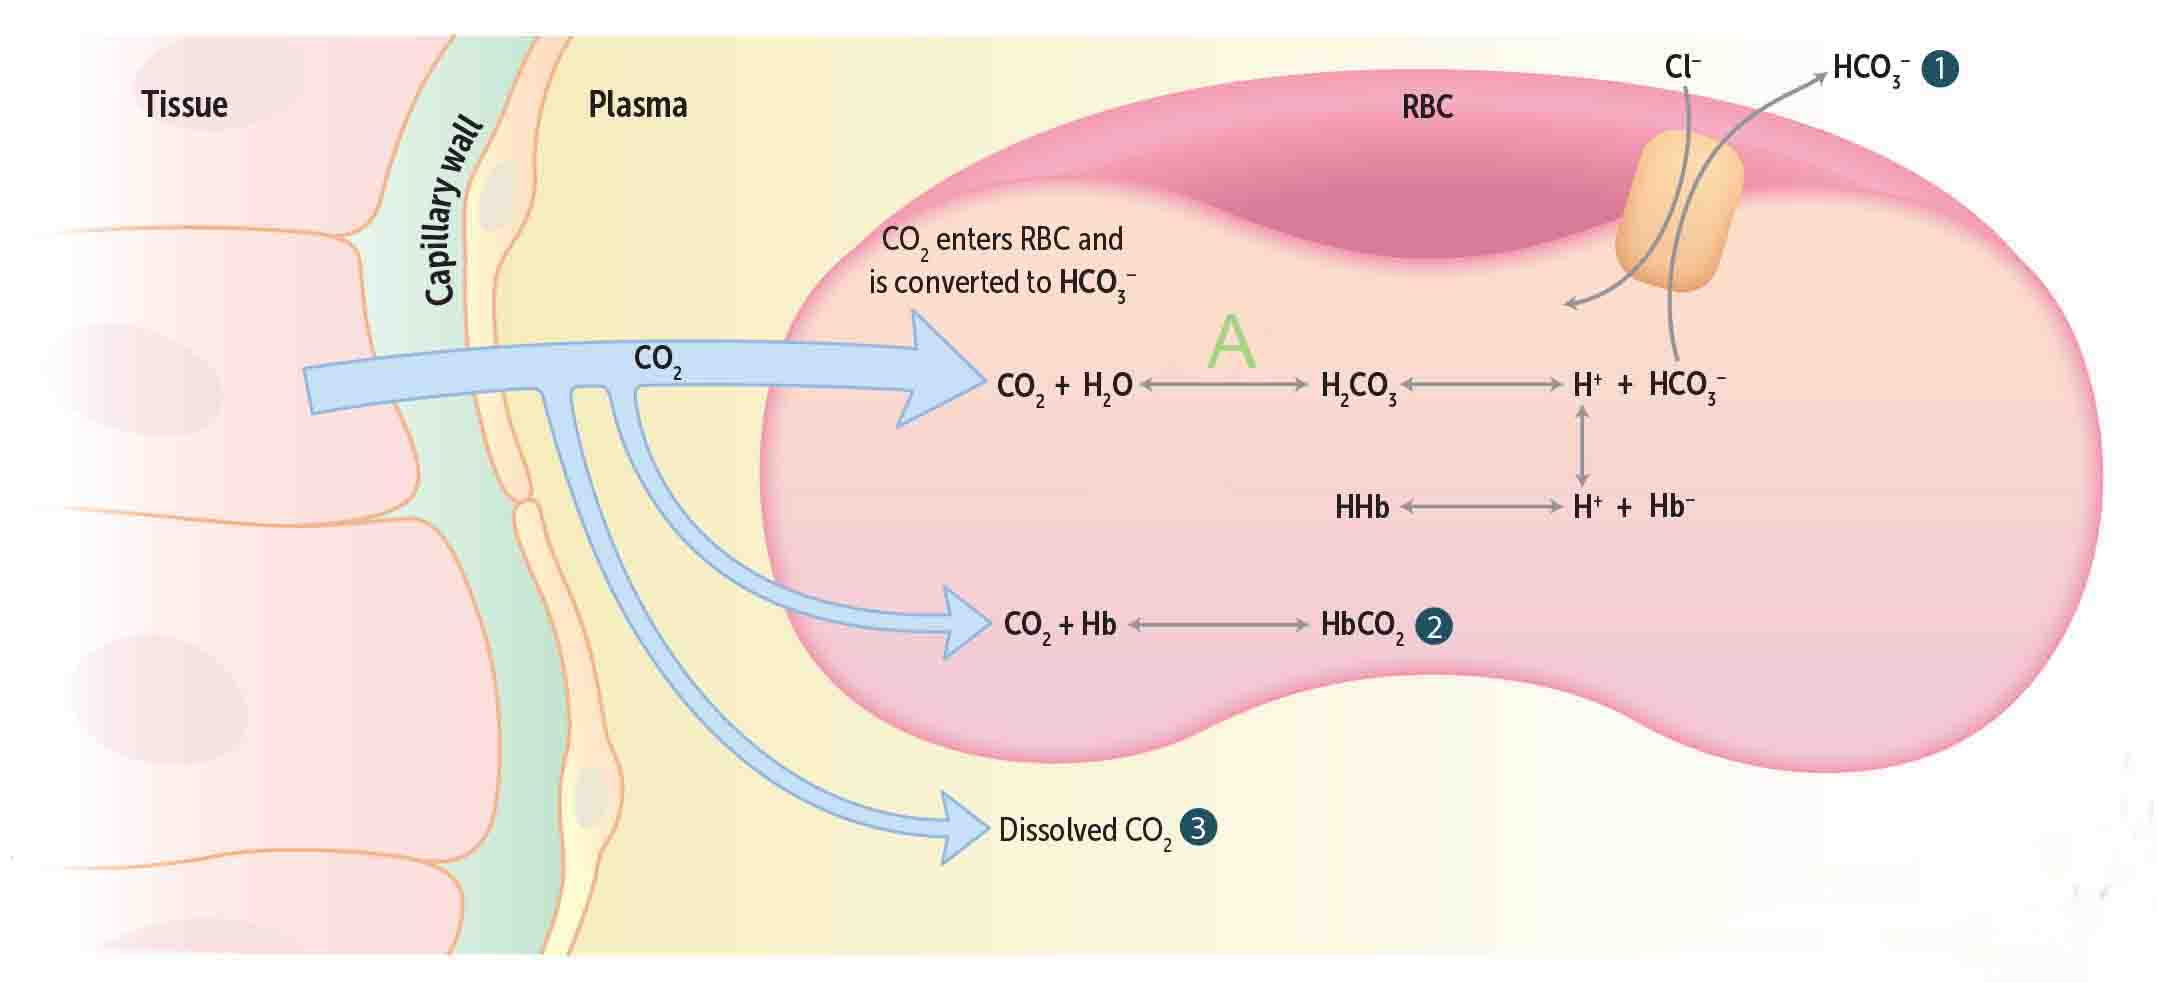 Tissue
Capillary wall
Plasma
RBC
Cl⁻
HCO₃⁻ 1
CO₂ enters RBC and
is converted to HCO₃⁻
CO₂
A
CO₂ + H₂O H₂CO₃ H⁺ + HCO₃⁻
HHb H⁺ + Hb⁻
CO₂ + Hb HbCO₂ 2
Dissolved CO₂ 3